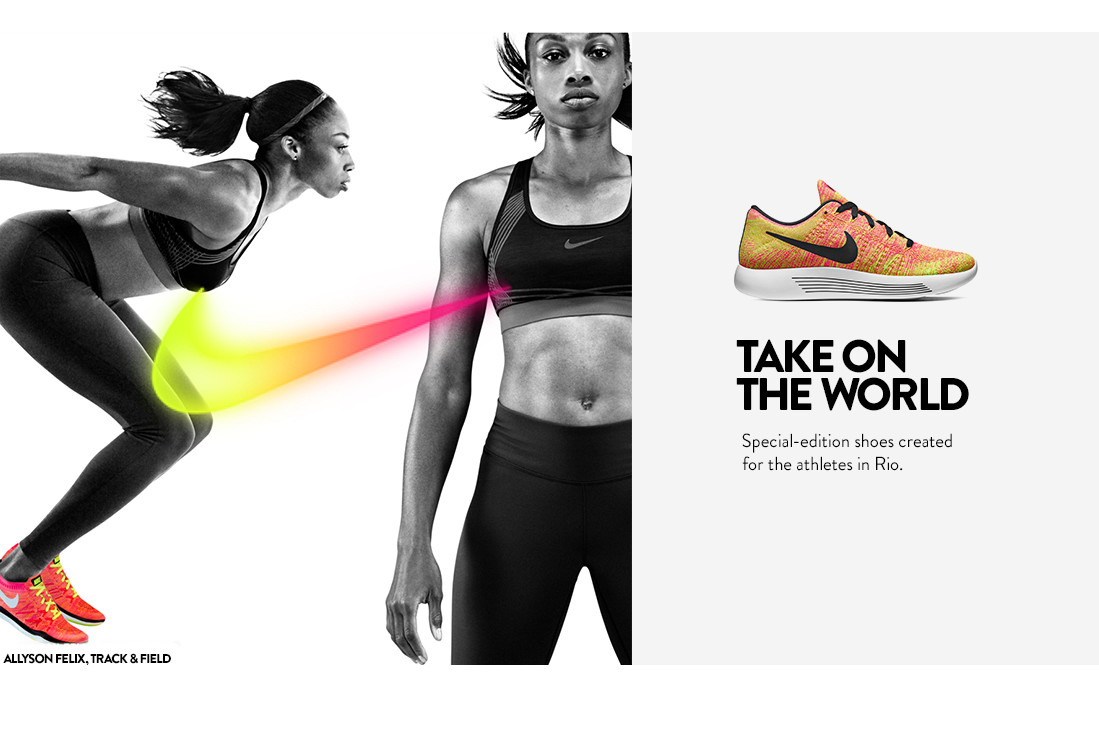 TAKE ON
THE WORLD
Special-edition shoes created
for the athletes in Rio.
ALLYSON FELIX, TRACK & FIELD